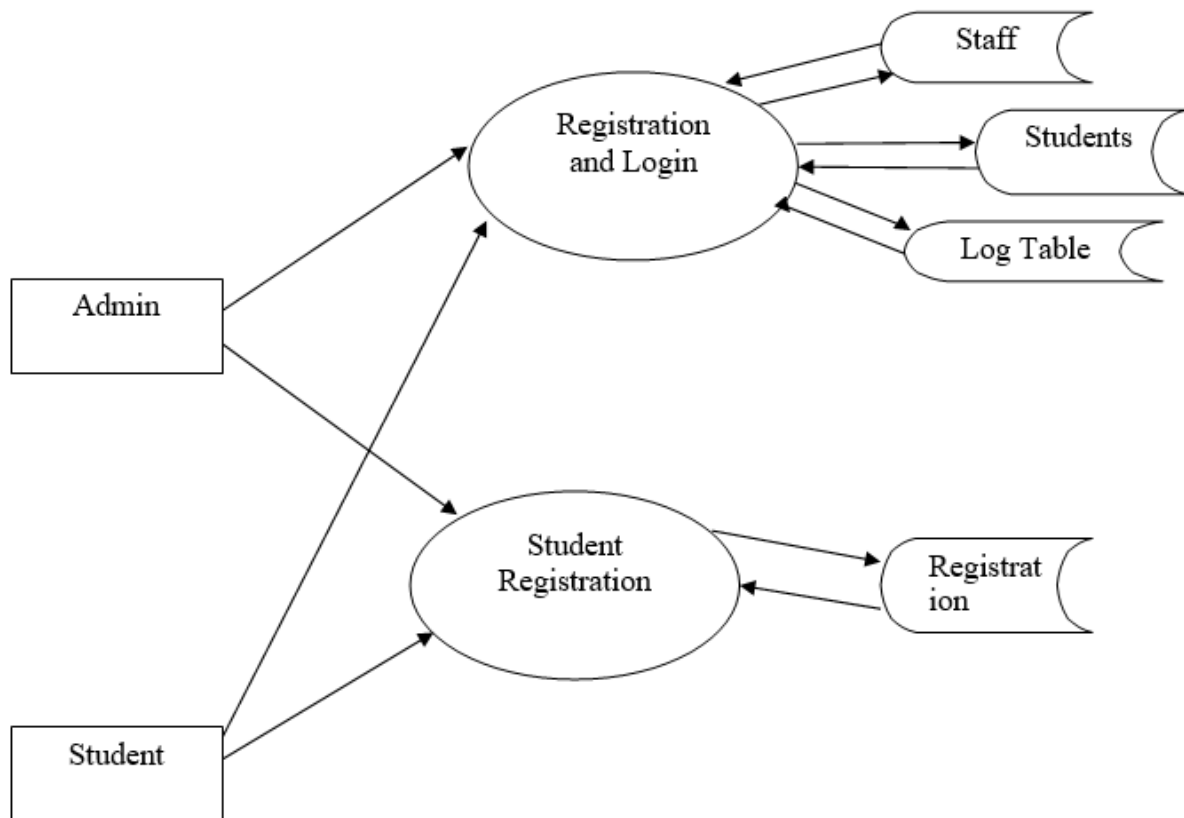 Staff
Registration
and Login
Students
Log Table
Admin
Student
Registration
Registrat
ion
Student